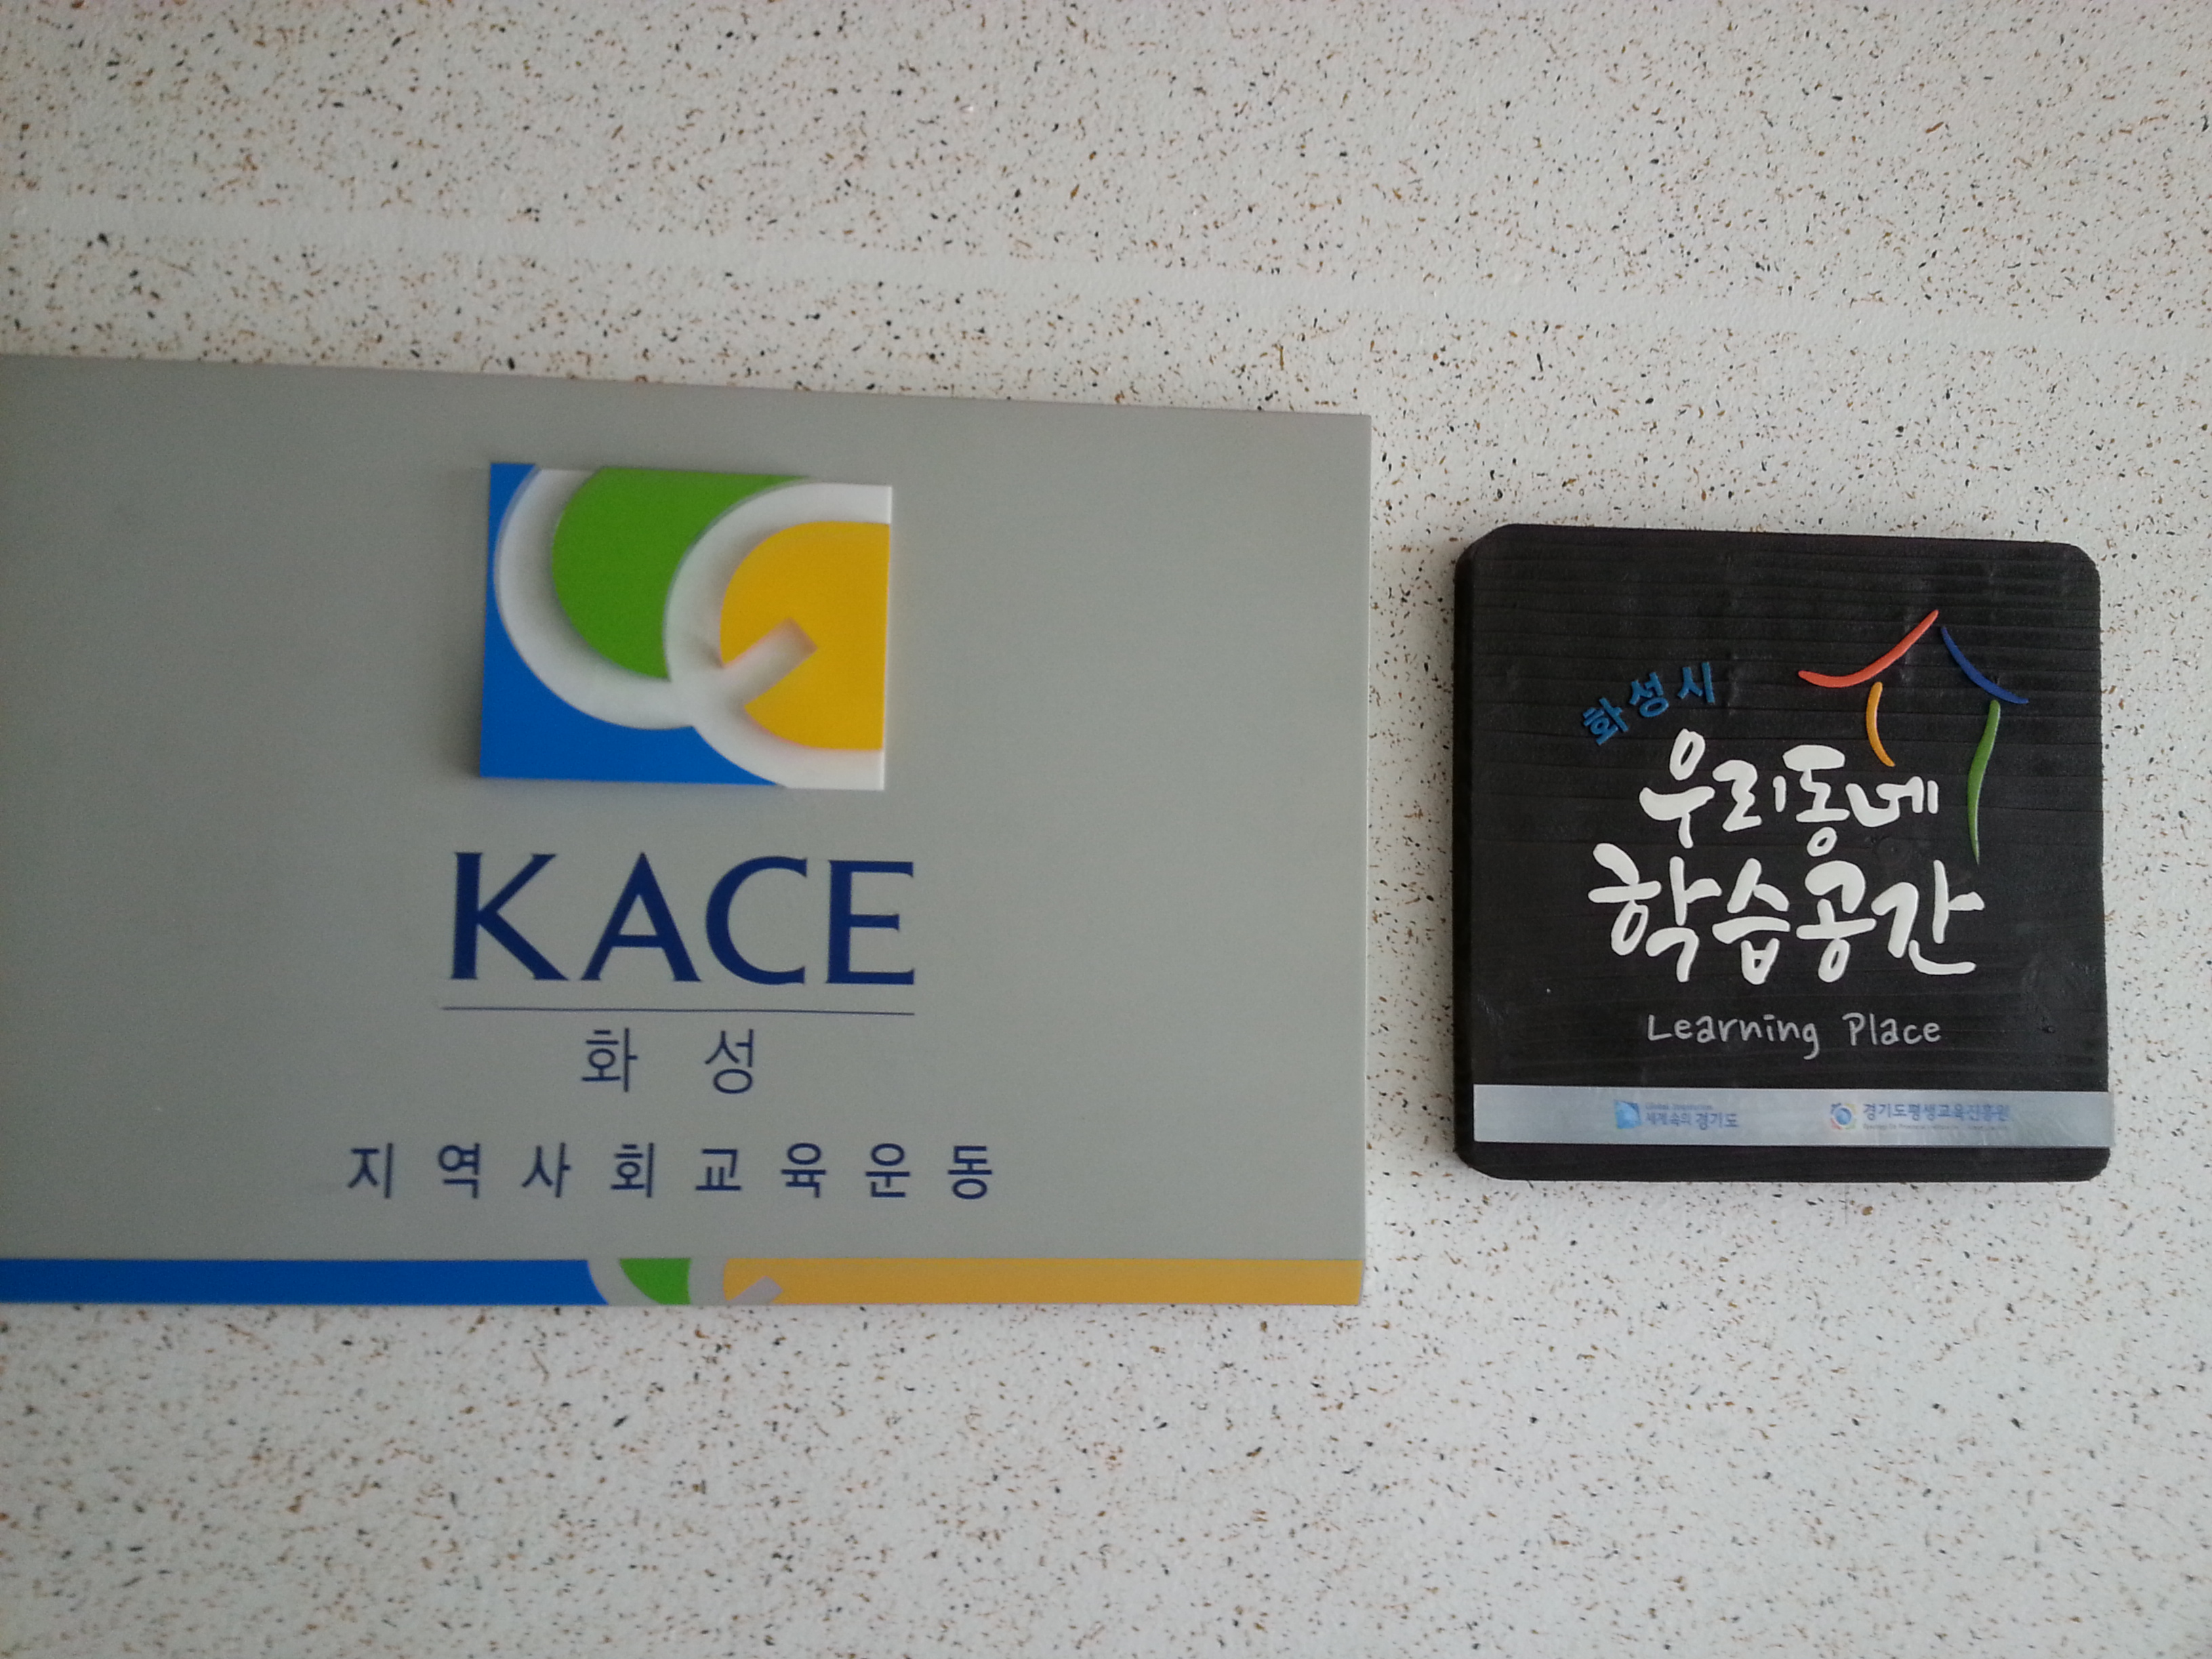 KACE
화 성
지 역 사 회 교 육 운 동
화성시
우리동네
학습공간
Learning Place
세계속의 경기도
경기도평생교육진흥원